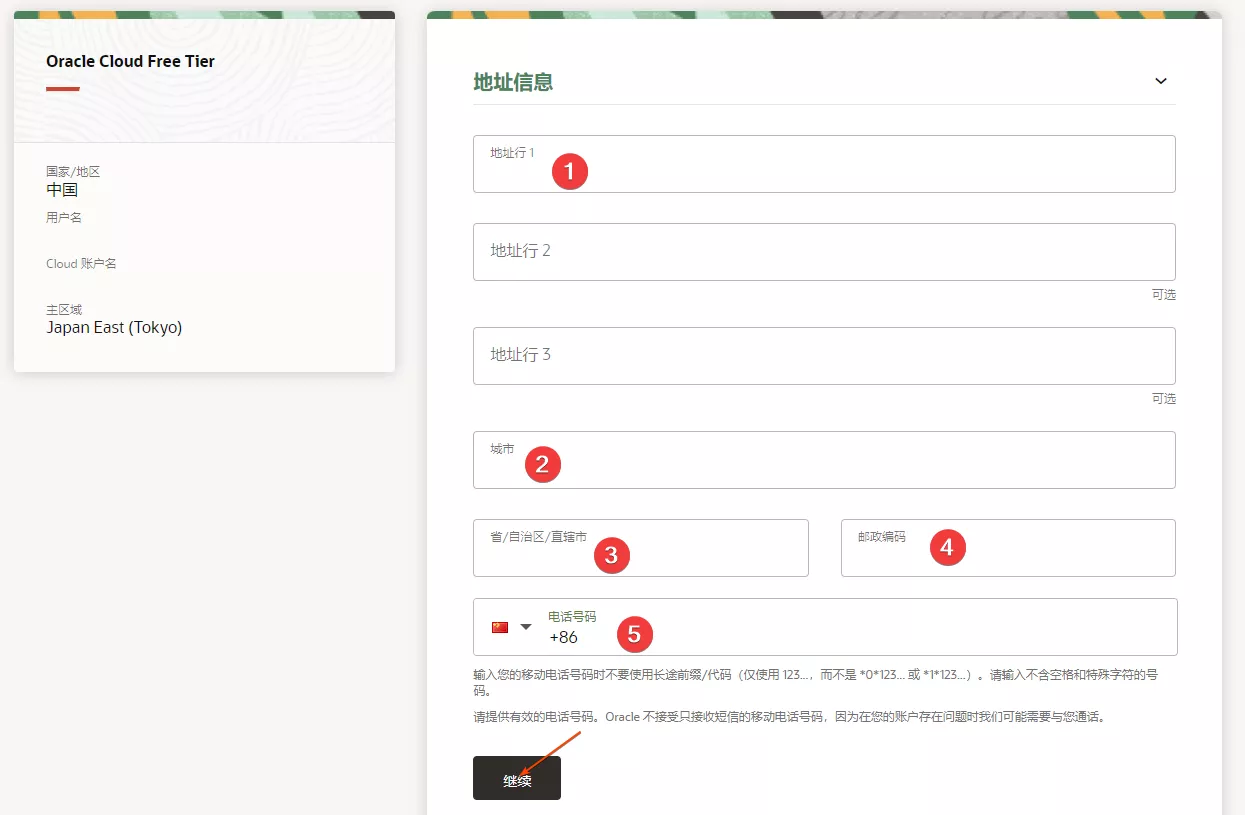 Oracle Cloud Free Tier
国家/地区
中国
用户名
Cloud 账户名
主区域
Japan East (Tokyo)
地址信息
地址行 1
1
地址行 2
可选
地址行 3
可选
城市
2
省/自治区/直辖市
3
邮政编码
4
电话号码
+86
5
输入您的移动电话号码时不要使用长途前缀/代码（仅使用 123...，而不是 *0*123... 或 *1*123...）。请输入不含空格和特殊字符的号
码。
请提供有效的电话号码。Oracle 不接受只接收短信的移动电话号码，因为在您的账户存在问题时我们可能需要与您通话。
继续